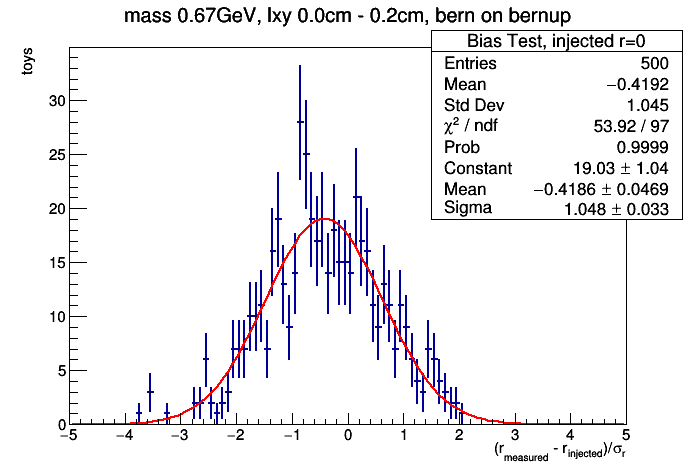 mass 0.67GeV, lxy 0.0cm - 0.2cm, bern on bernup
Bias Test, injected r=0
Entries 500
Mean −0.4192
Std Dev 1.045
χ² / ndf 53.92 / 97
Prob 0.9999
Constant 19.03 ± 1.04
Mean −0.4186 ± 0.0469
Sigma 1.048 ± 0.033
toys
30
25
20
15
10
5
0
−5 −4 −3 −2 −1 0 1 2 3 4 5
(r_measured - r_injected)/σ_r